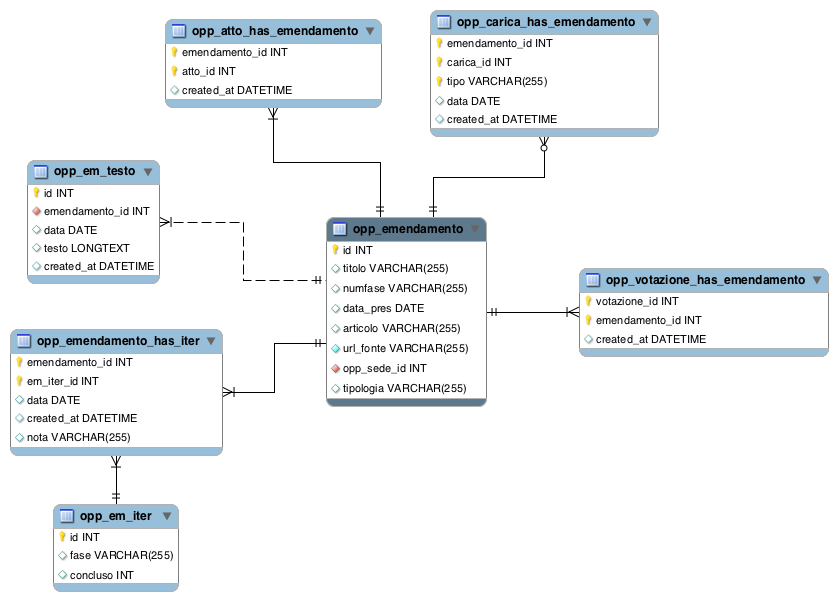 opp_atto_has_emendamento
emendamento_id INT
atto_id INT
created_at DATETIME
opp_carica_has_emendamento
emendamento_id INT
carica_id INT
tipo VARCHAR(255)
data DATE
created_at DATETIME
opp_em_testo
id INT
emendamento_id INT
data DATE
testo LONGTEXT
created_at DATETIME
opp_emendamento
id INT
titolo VARCHAR(255)
numfase VARCHAR(255)
data_pres DATE
articolo VARCHAR(255)
url_fonte VARCHAR(255)
opp_sede_id INT
tipologia VARCHAR(255)
opp_votazione_has_emendamento
votazione_id INT
emendamento_id INT
created_at DATETIME
opp_emendamento_has_iter
emendamento_id INT
em_iter_id INT
data DATE
created_at DATETIME
nota VARCHAR(255)
opp_em_iter
id INT
fase VARCHAR(255)
concluso INT